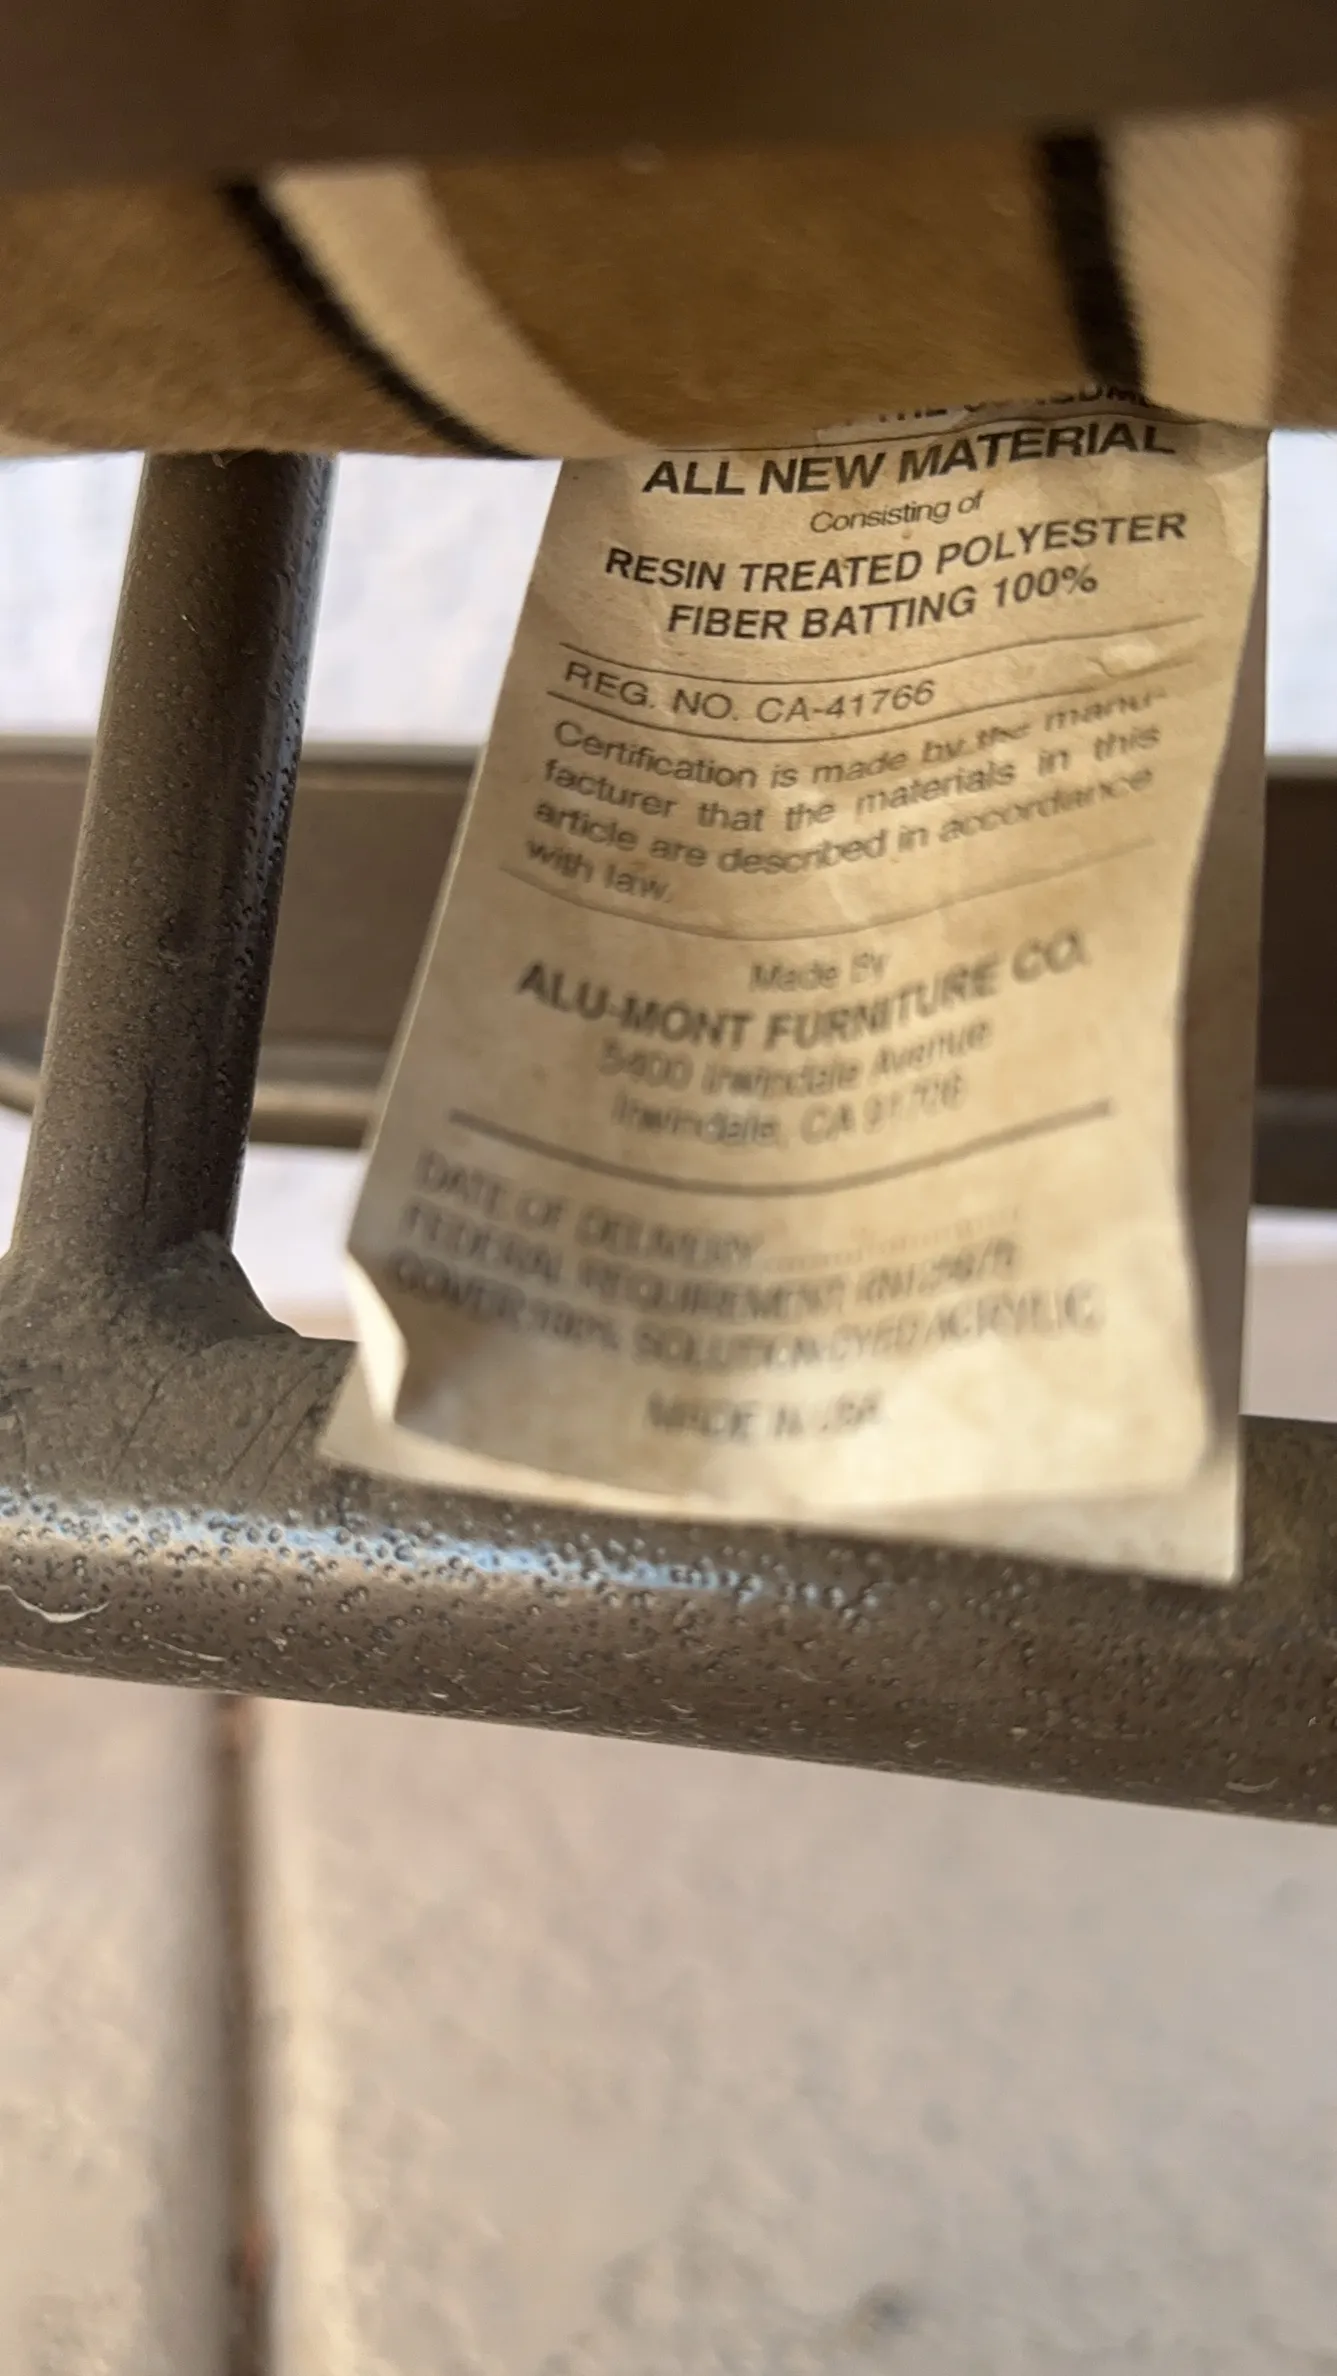 THE CONSUMER
ALL NEW MATERIAL
Consisting of
RESIN TREATED POLYESTER
FIBER BATTING 100%
REG. NO. CA-41766
Certification is made by the manu-
facturer that the materials in this
article are described in accordance
with law.
Made By
ALU-MONT FURNITURE CO.
5400 Irwindale Avenue
Irwindale, CA 91706
DATE OF DELIVERY
FEDERAL REQUIREMENT
COVER:100% SOLUTION-DYED ACRYLIC
MADE IN USA